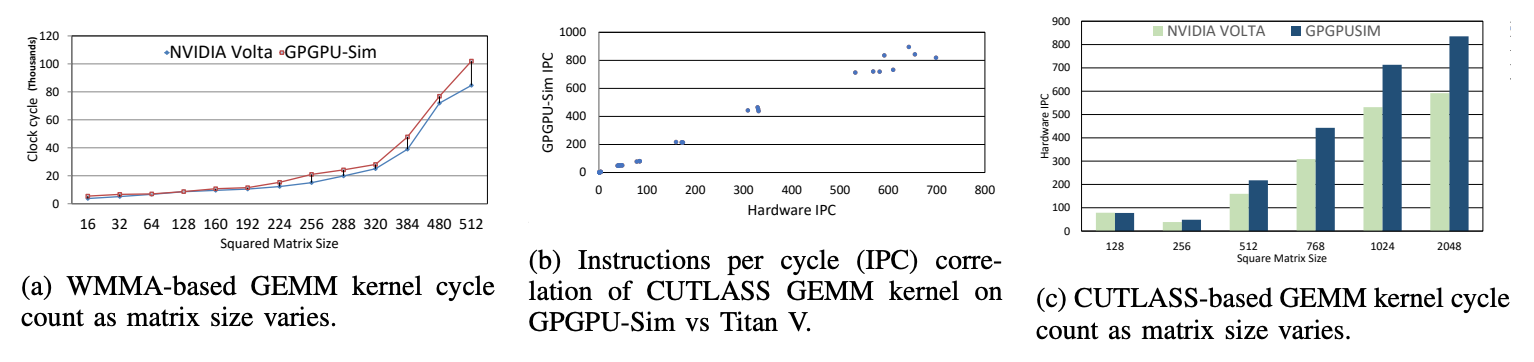 120
100
80
60
40
20
0
Clock cycle (Thousands)
NVIDIA Volta GPGPU-Sim
16 32 64 128 160 192 224 256 288 320 384 480 512
Squared Matrix Size
(a) WMMA-based GEMM kernel cycle
count as matrix size varies.
1000
800
600
400
200
0
GPGPU-Sim IPC
0 100 200 300 400 500 600 700 800
Hardware IPC
(b) Instructions per cycle (IPC) corre-
lation of CUTLASS GEMM kernel on
GPGPU-Sim vs Titan V.
900
800
700
600
500
400
300
200
100
0
Hardware IPC
NVIDIA VOLTA GPGPUSIM
128 256 512 768 1024 2048
Square Matrix Size
(c) CUTLASS-based GEMM kernel cycle
count as matrix size varies.